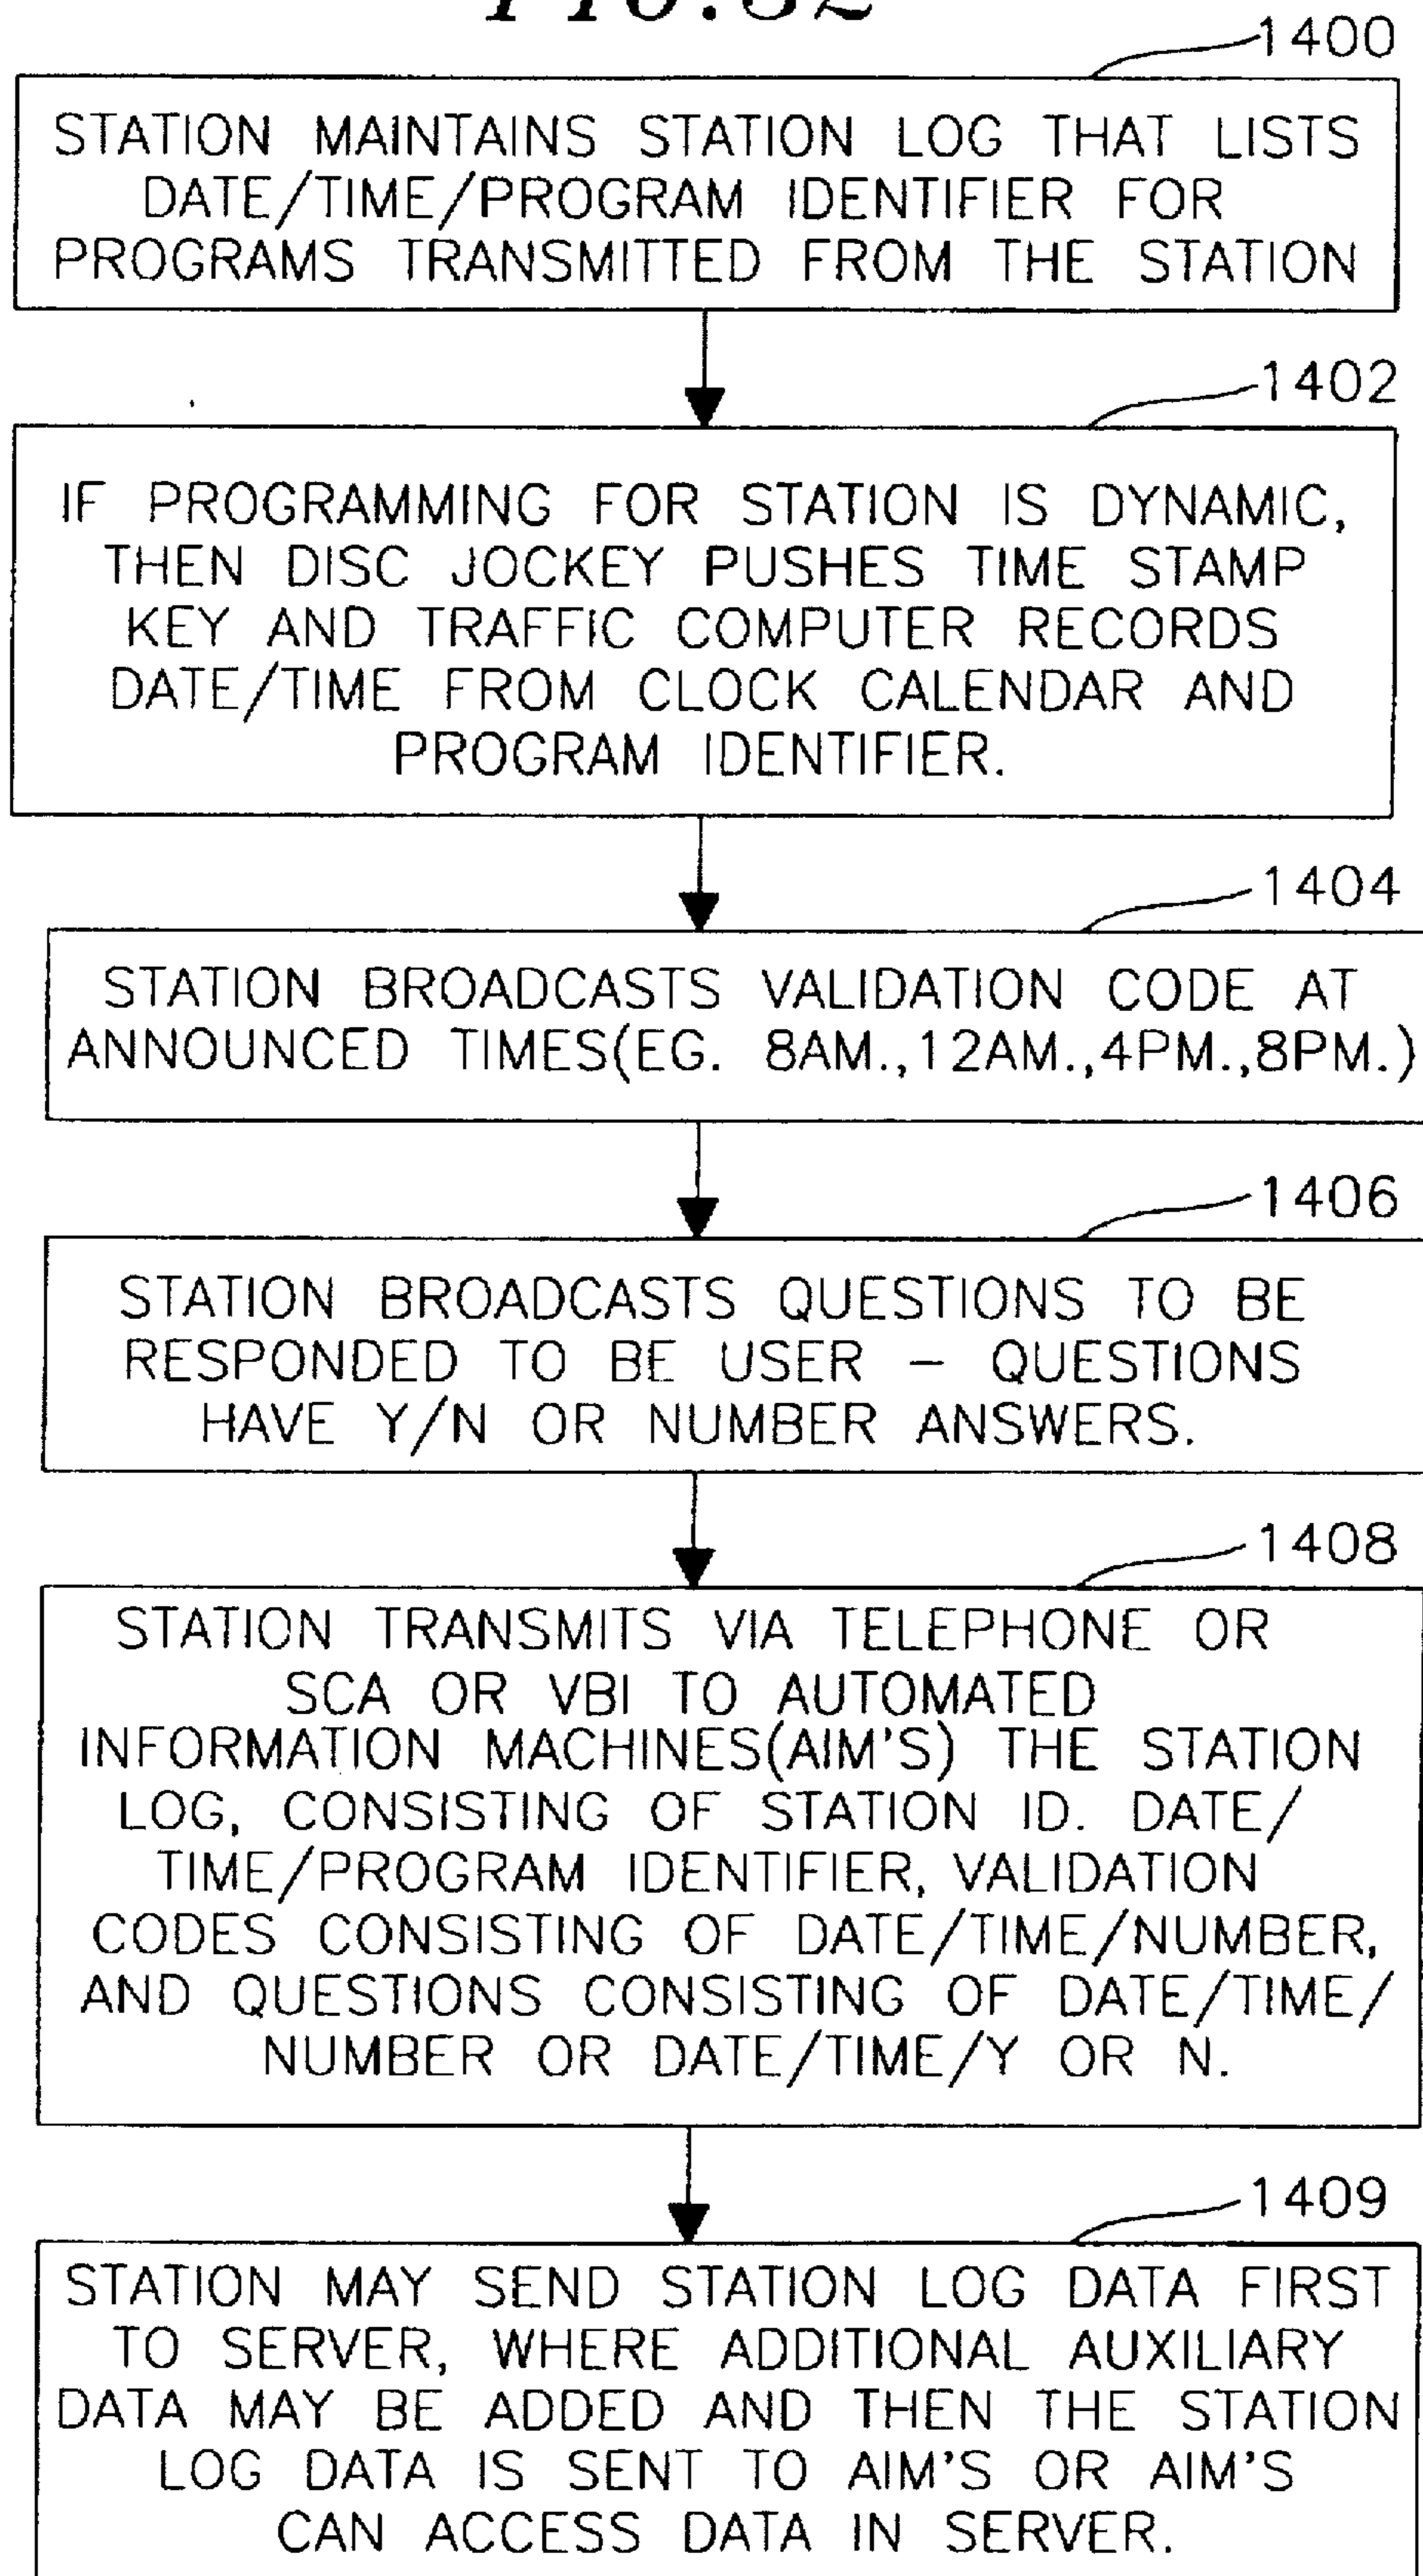 FIG. 32
1400
STATION MAINTAINS STATION LOG THAT LISTS
DATE/TIME/PROGRAM IDENTIFIER FOR
PROGRAMS TRANSMITTED FROM THE STATION
1402
IF PROGRAMMING FOR STATION IS DYNAMIC,
THEN DISC JOCKEY PUSHES TIME STAMP
KEY AND TRAFFIC COMPUTER RECORDS
DATE/TIME FROM CLOCK CALENDAR AND
PROGRAM IDENTIFIER.
1404
STATION BROADCASTS VALIDATION CODE AT
ANNOUNCED TIMES(EG. 8AM.,12AM.,4PM.,8PM.)
1406
STATION BROADCASTS QUESTIONS TO BE
RESPONDED TO BE USER – QUESTIONS
HAVE Y/N OR NUMBER ANSWERS.
1408
STATION TRANSMITS VIA TELEPHONE OR
SCA OR VBI TO AUTOMATED
INFORMATION MACHINES(AIM'S) THE STATION
LOG, CONSISTING OF STATION ID. DATE/
TIME/PROGRAM IDENTIFIER, VALIDATION
CODES CONSISTING OF DATE/TIME/NUMBER,
AND QUESTIONS CONSISTING OF DATE/TIME/
NUMBER OR DATE/TIME/Y OR N.
1409
STATION MAY SEND STATION LOG DATA FIRST
TO SERVER, WHERE ADDITIONAL AUXILIARY
DATA MAY BE ADDED AND THEN THE STATION
LOG DATA IS SENT TO AIM'S OR AIM'S
CAN ACCESS DATA IN SERVER.